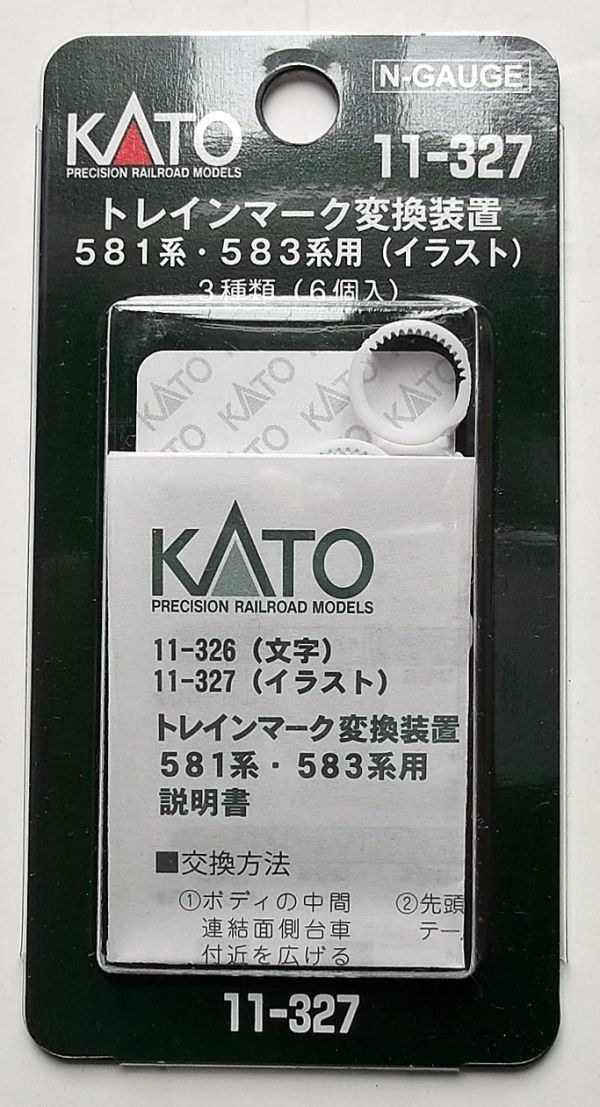 N-GAUGE
KATO
PRECISION RAILROAD MODELS
11-327
トレインマーク変換装置
581系・583系用(イラスト)
3種類(6個入)
KATO KATO KATO
KATO
PRECISION RAILROAD MODELS
11-326(文字)
11-327(イラスト)
トレインマーク変換装置
581系・583系用
説明書
■交換方法
①ボディの中間
連結面側台車
付近を広げる
②先頭
テー
11-327